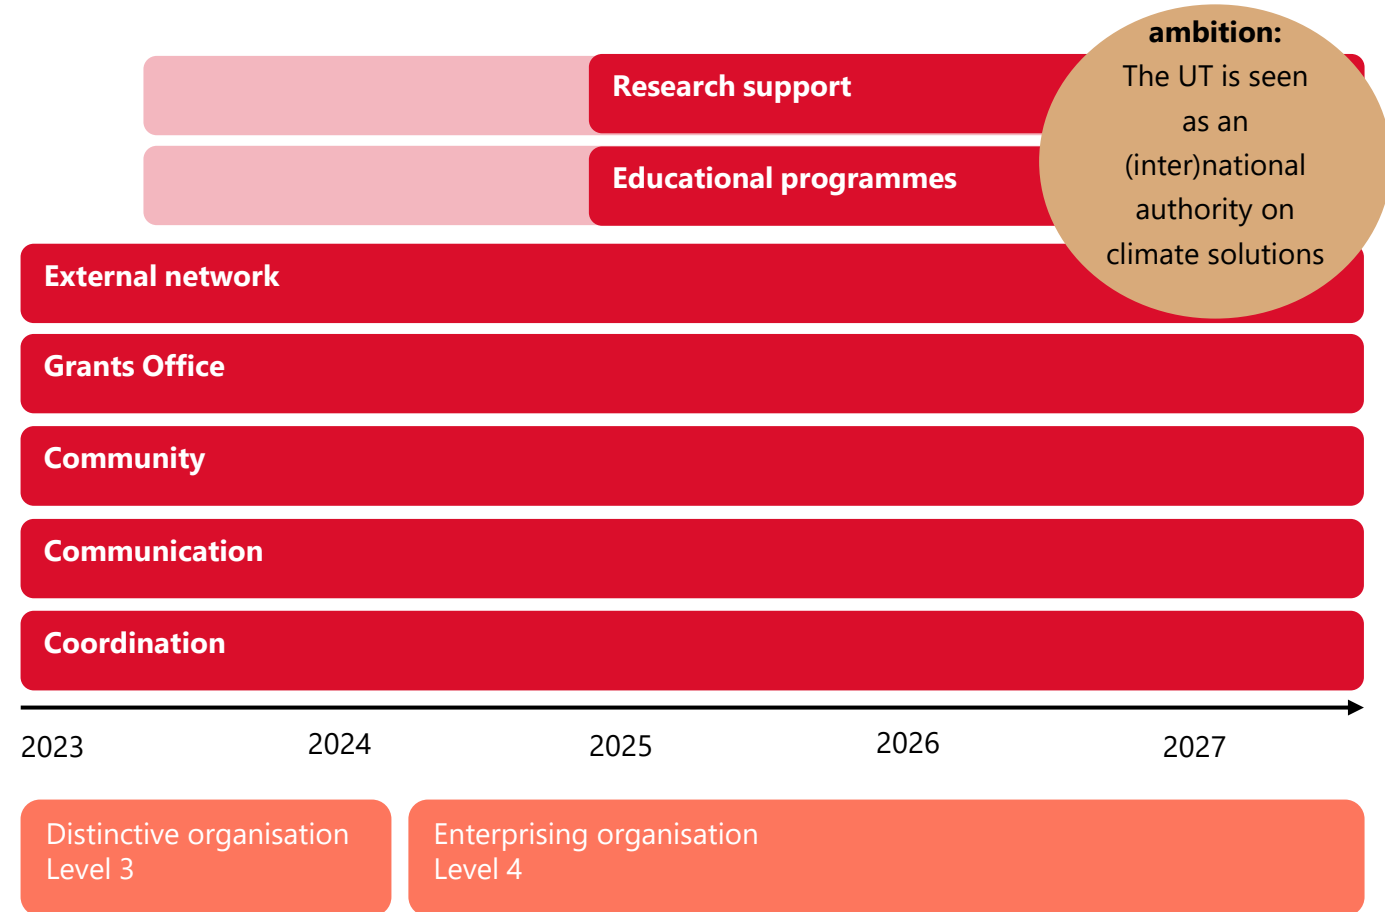 ambition:
The UT is seen
as an
(inter)national
authority on
climate solutions
Research support
Educational programmes
External network
Grants Office
Community
Communication
Coordination
2023
2024
2025
2026
2027
Distinctive organisation
Level 3
Enterprising organisation
Level 4